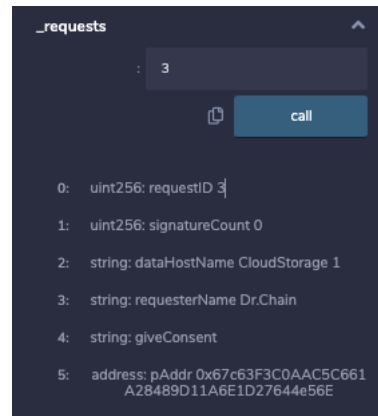 _requests
: 3
call
0: uint256: requestID 3
1: uint256: signatureCount 0
2: string: dataHostName CloudStorage 1
3: string: requesterName Dr.Chain
4: string: giveConsent
5: address: pAddr 0x67c63F3C0AAC5C661
A28489D11A6E1D27644e56E